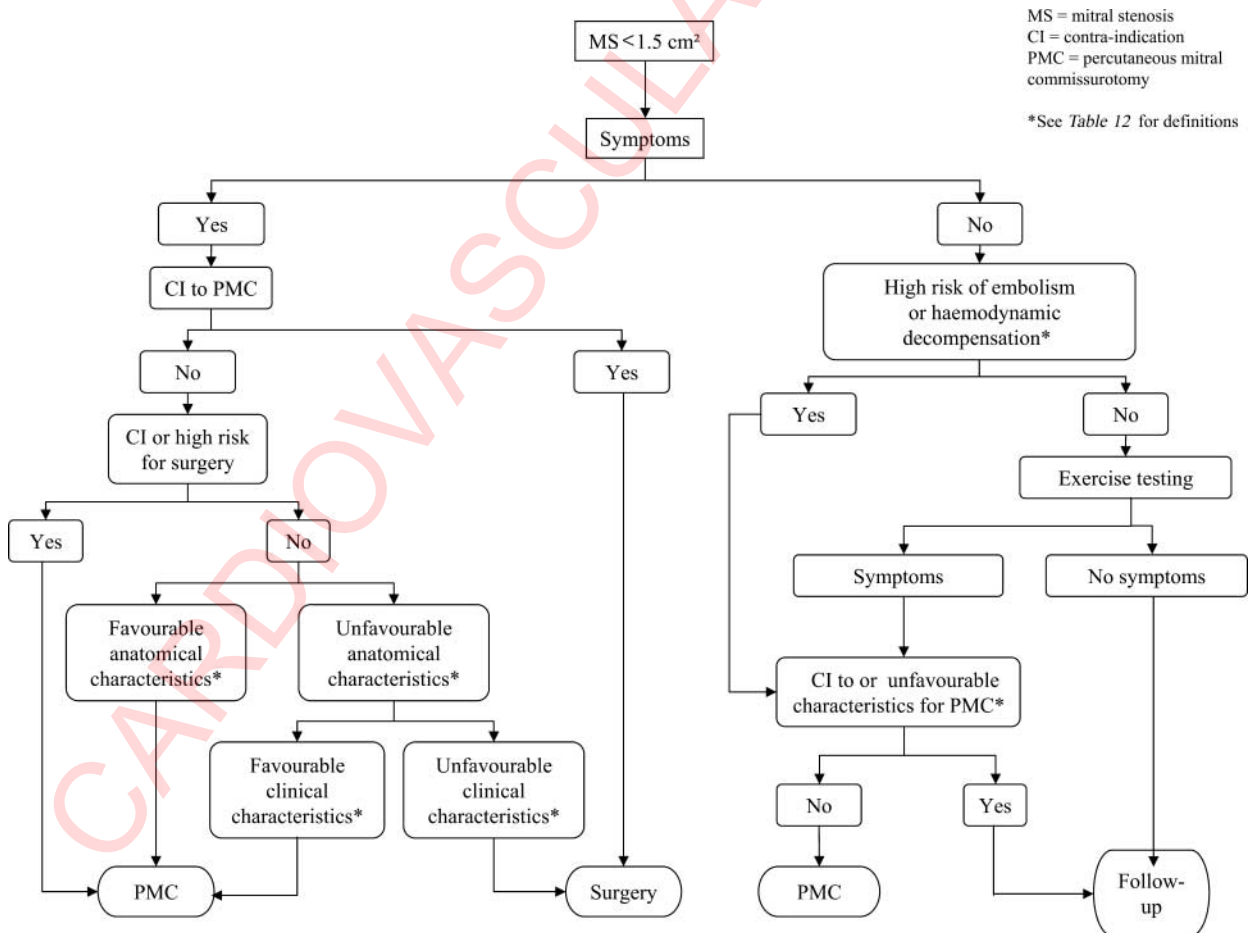 MS = mitral stenosis
CI = contra-indication
PMC = percutaneous mitral
commissurotomy
*See Table 12 for definitions
MS<1.5 cm²
Symptoms
Yes
No
CI to PMC
High risk of embolism
or haemodynamic
decompensation*
No
Yes
Yes
No
CI or high risk
for surgery
Exercise testing
Yes
No
Symptoms
No symptoms
Favourable
anatomical
characteristics*
Unfavourable
anatomical
characteristics*
CI to or unfavourable
characteristics for PMC*
Favourable
clinical
characteristics*
Unfavourable
clinical
characteristics*
No
Yes
PMC
Surgery
PMC
Follow-
up
CARDIOVASCULA